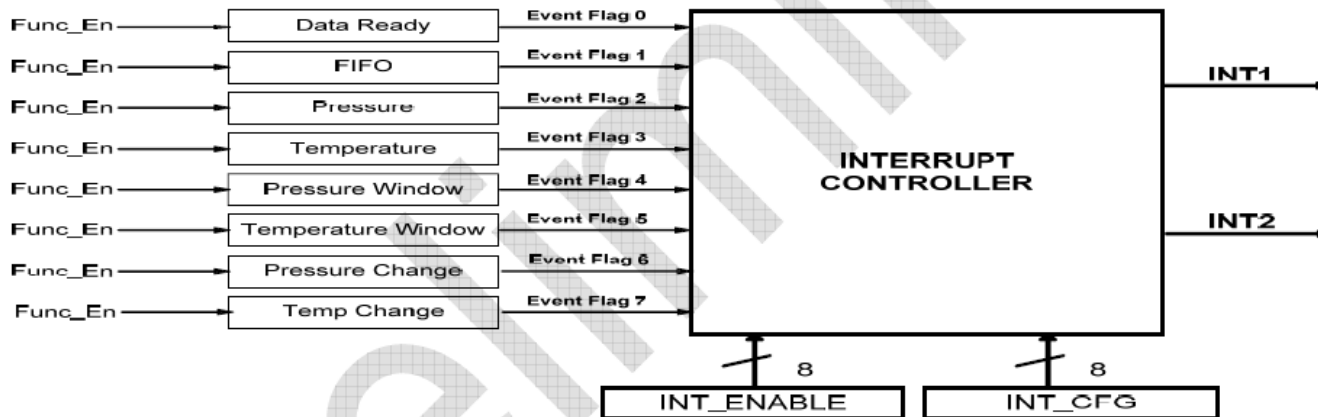 Func_En Data Ready Event Flag 0
Func_En FIFO Event Flag 1
Func_En Pressure Event Flag 2
Func_En Temperature Event Flag 3
Func_En Pressure Window Event Flag 4
Func_En Temperature Window Event Flag 5
Func_En Pressure Change Event Flag 6
Func_En Temp Change Event Flag 7
INTERRUPT
CONTROLLER
INT1
INT2
8 8
INT_ENABLE INT_CFG
elim